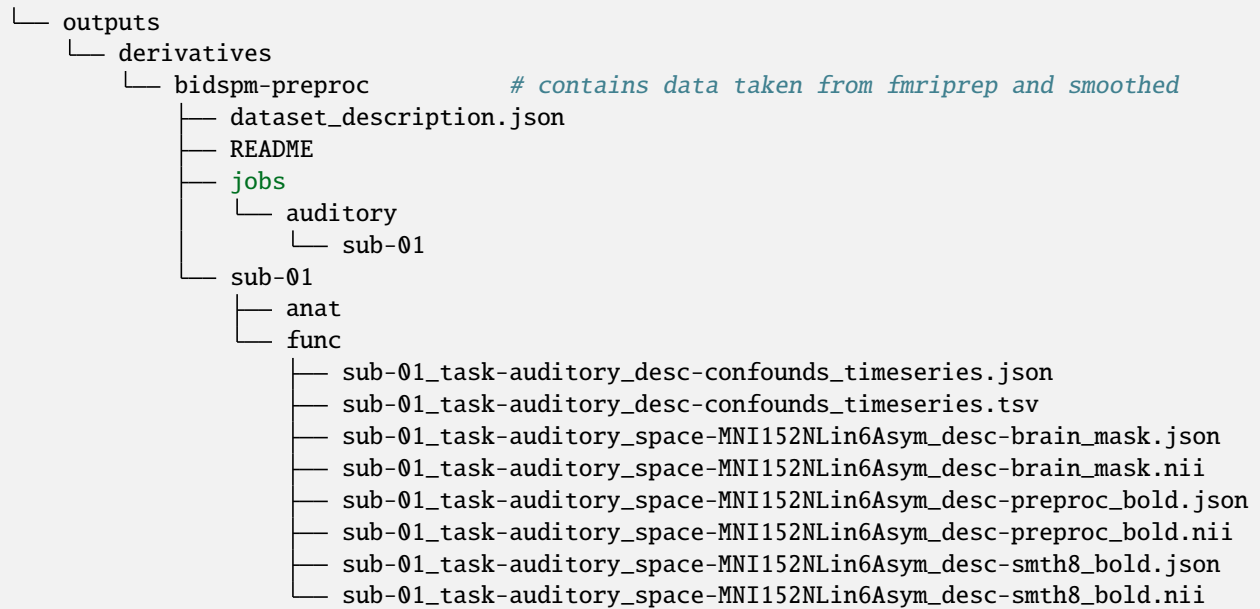 └── outputs
    └── derivatives
        └── bidspm-preproc            # contains data taken from fmriprep and smoothed
            ├── dataset_description.json
            ├── README
            ├── jobs
            │   └── auditory
            │       └── sub-01
            └── sub-01
                ├── anat
                └── func
                    ├── sub-01_task-auditory_desc-confounds_timeseries.json
                    ├── sub-01_task-auditory_desc-confounds_timeseries.tsv
                    ├── sub-01_task-auditory_space-MNI152NLin6Asym_desc-brain_mask.json
                    ├── sub-01_task-auditory_space-MNI152NLin6Asym_desc-brain_mask.nii
                    ├── sub-01_task-auditory_space-MNI152NLin6Asym_desc-preproc_bold.json
                    ├── sub-01_task-auditory_space-MNI152NLin6Asym_desc-preproc_bold.nii
                    ├── sub-01_task-auditory_space-MNI152NLin6Asym_desc-smth8_bold.json
                    └── sub-01_task-auditory_space-MNI152NLin6Asym_desc-smth8_bold.nii